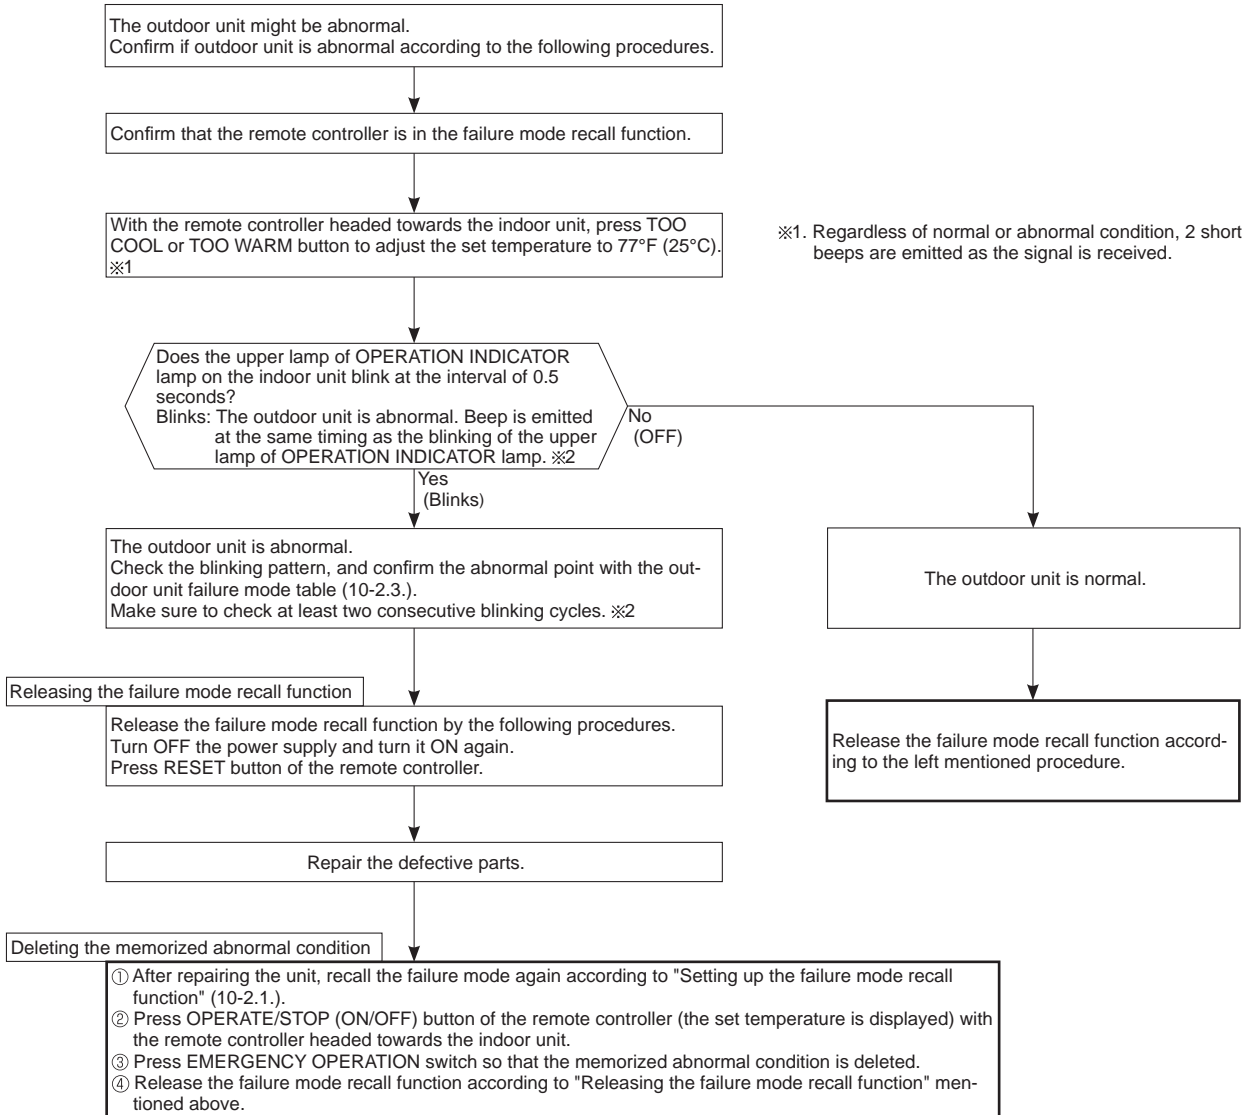 The outdoor unit might be abnormal.
Confirm if outdoor unit is abnormal according to the following procedures.
Confirm that the remote controller is in the failure mode recall function.
With the remote controller headed towards the indoor unit, press TOO
COOL or TOO WARM button to adjust the set temperature to 77°F (25°C).
※1
※1. Regardless of normal or abnormal condition, 2 short
beeps are emitted as the signal is received.
Does the upper lamp of OPERATION INDICATOR
lamp on the indoor unit blink at the interval of 0.5
seconds?
Blinks: The outdoor unit is abnormal. Beep is emitted
at the same timing as the blinking of the upper
lamp of OPERATION INDICATOR lamp. ※2
No
(OFF)
Yes
(Blinks)
The outdoor unit is abnormal.
Check the blinking pattern, and confirm the abnormal point with the out-
door unit failure mode table (10-2.3.).
Make sure to check at least two consecutive blinking cycles. ※2
The outdoor unit is normal.
Releasing the failure mode recall function
Release the failure mode recall function by the following procedures.
Turn OFF the power supply and turn it ON again.
Press RESET button of the remote controller.
Release the failure mode recall function accord-
ing to the left mentioned procedure.
Repair the defective parts.
Deleting the memorized abnormal condition
① After repairing the unit, recall the failure mode again according to "Setting up the failure mode recall
function" (10-2.1.).
② Press OPERATE/STOP (ON/OFF) button of the remote controller (the set temperature is displayed) with
the remote controller headed towards the indoor unit.
③ Press EMERGENCY OPERATION switch so that the memorized abnormal condition is deleted.
④ Release the failure mode recall function according to "Releasing the failure mode recall function" men-
tioned above.